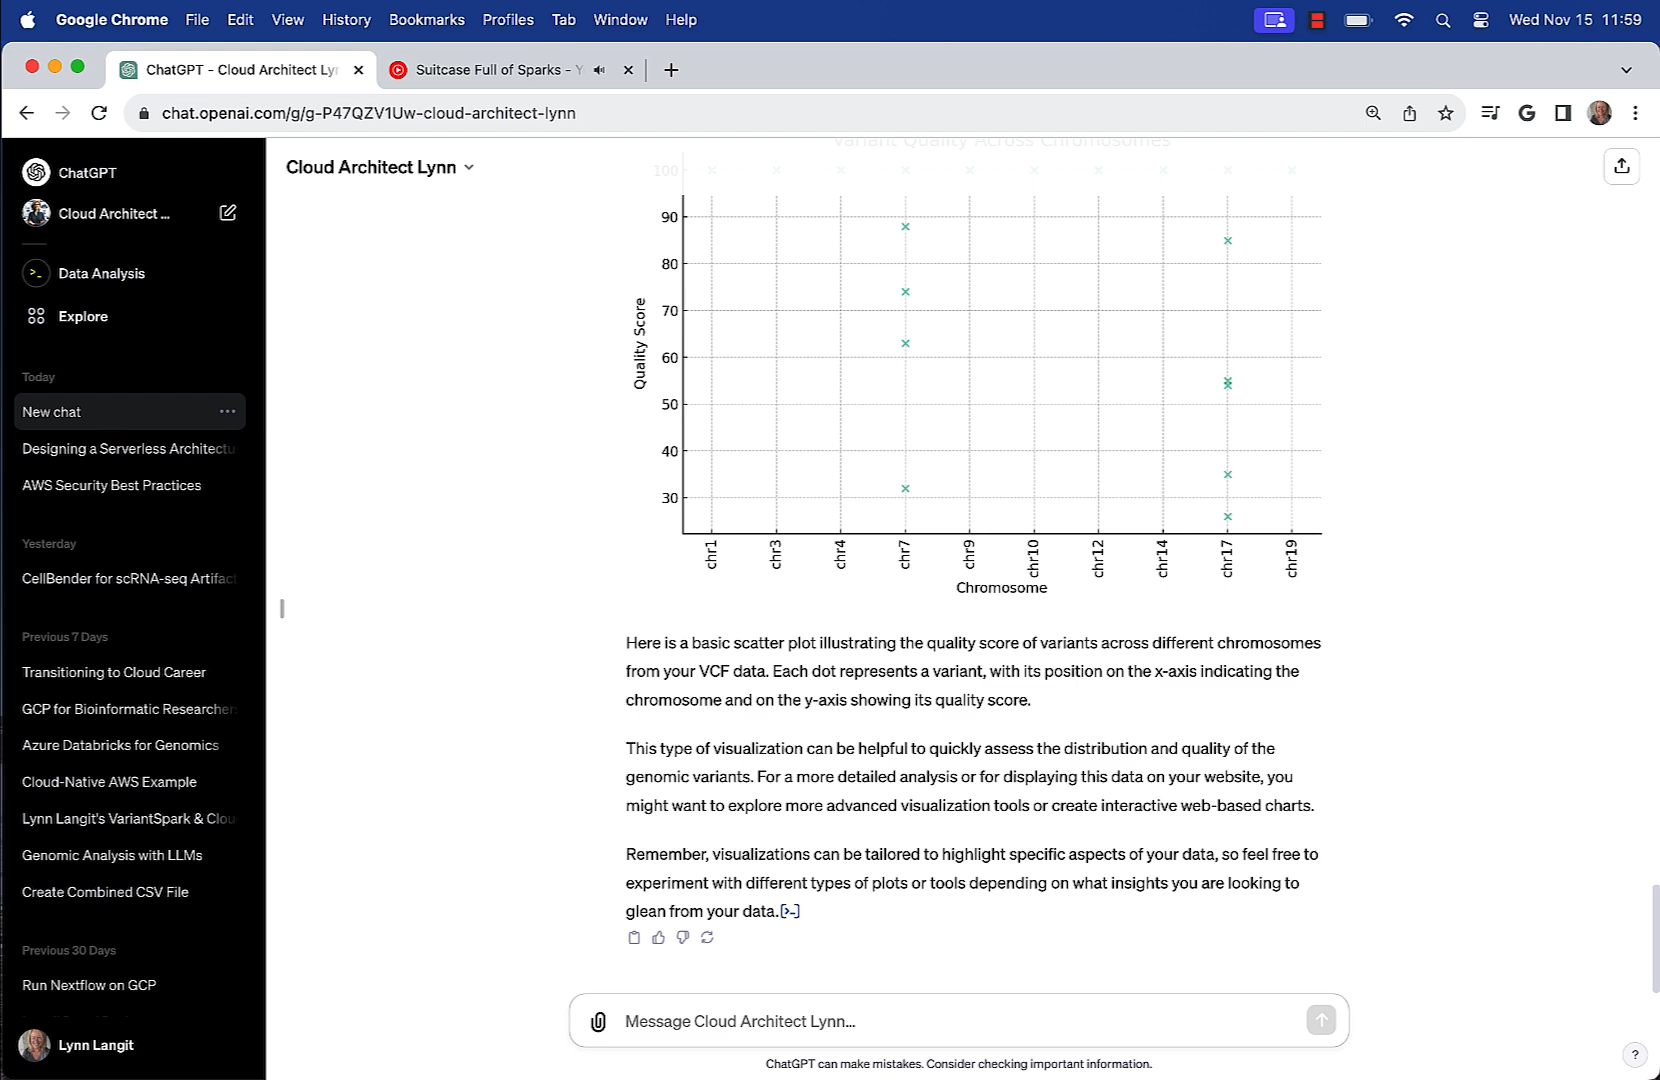 Google Chrome File Edit View History Bookmarks Profiles Tab Window Help Wed Nov 15 11:59
ChatGPT - Cloud Architect Lyn Suitcase Full of Sparks - Y
chat.openai.com/g/g-P47QZV1Uw-cloud-architect-lynn
ChatGPT
Cloud Architect ...
Data Analysis
Explore
Today
New chat
Designing a Serverless Architectu
AWS Security Best Practices
Yesterday
CellBender for scRNA-seq Artifac
Previous 7 Days
Transitioning to Cloud Career
GCP for Bioinformatic Researcher
Azure Databricks for Genomics
Cloud-Native AWS Example
Lynn Langit's VariantSpark & Clou
Genomic Analysis with LLMs
Create Combined CSV File
Previous 30 Days
Run Nextflow on GCP
Lynn Langit
Cloud Architect Lynn
Variant Quality Across Chromosomes
100
90
80
70
60
50
40
30
Quality Score
chr1 chr3 chr4 chr7 chr9 chr10 chr12 chr14 chr17 chr19
Chromosome
Here is a basic scatter plot illustrating the quality score of variants across different chromosomes
from your VCF data. Each dot represents a variant, with its position on the x-axis indicating the
chromosome and on the y-axis showing its quality score.
This type of visualization can be helpful to quickly assess the distribution and quality of the
genomic variants. For a more detailed analysis or for displaying this data on your website, you
might want to explore more advanced visualization tools or create interactive web-based charts.
Remember, visualizations can be tailored to highlight specific aspects of your data, so feel free to
experiment with different types of plots or tools depending on what insights you are looking to
glean from your data.[>-]
Message Cloud Architect Lynn...
ChatGPT can make mistakes. Consider checking important information.
?